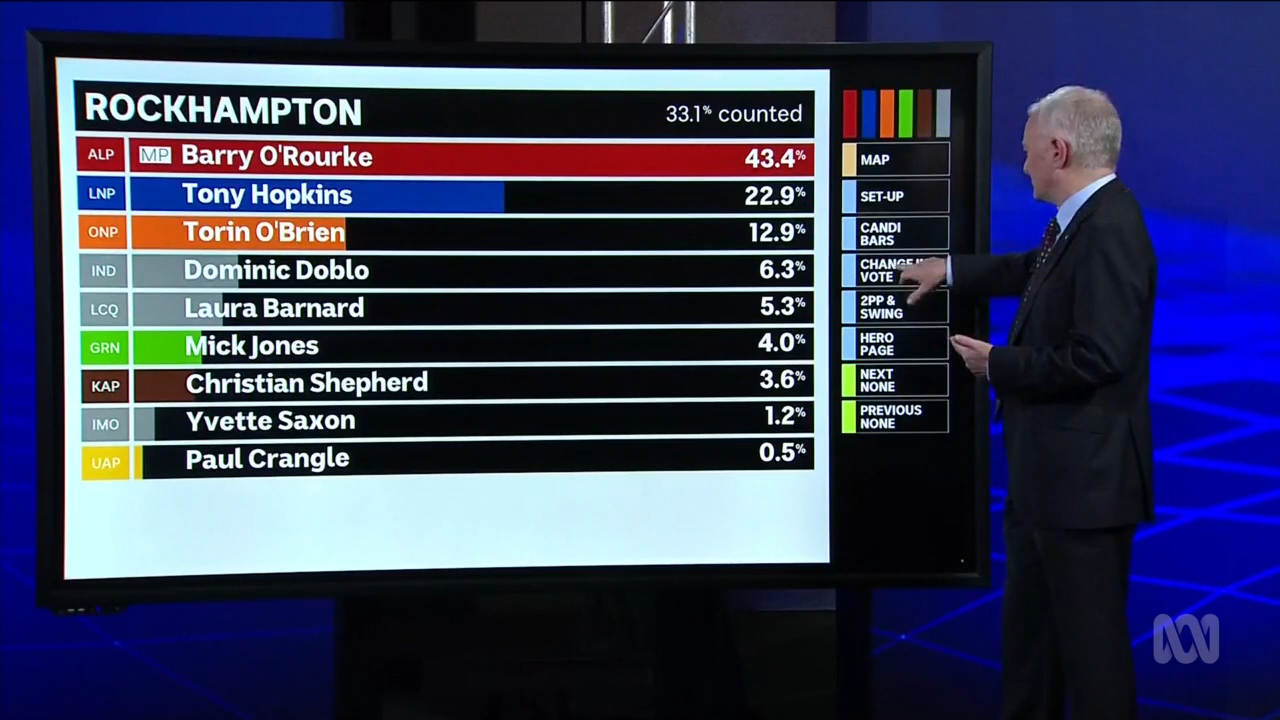 ROCKHAMPTON 33.1% counted
ALP MP Barry O'Rourke 43.4%
LNP Tony Hopkins 22.9%
ONP Torin O'Brien 12.9%
IND Dominic Doblo 6.3%
LCQ Laura Barnard 5.3%
GRN Mick Jones 4.0%
KAP Christian Shepherd 3.6%
IMO Yvette Saxon 1.2%
UAP Paul Crangle 0.5%
MAP
SET-UP
CANDI
BARS
VOTE
2PP &
SWING
HERO
PAGE
NEXT
NONE
PREVIOUS
NONE